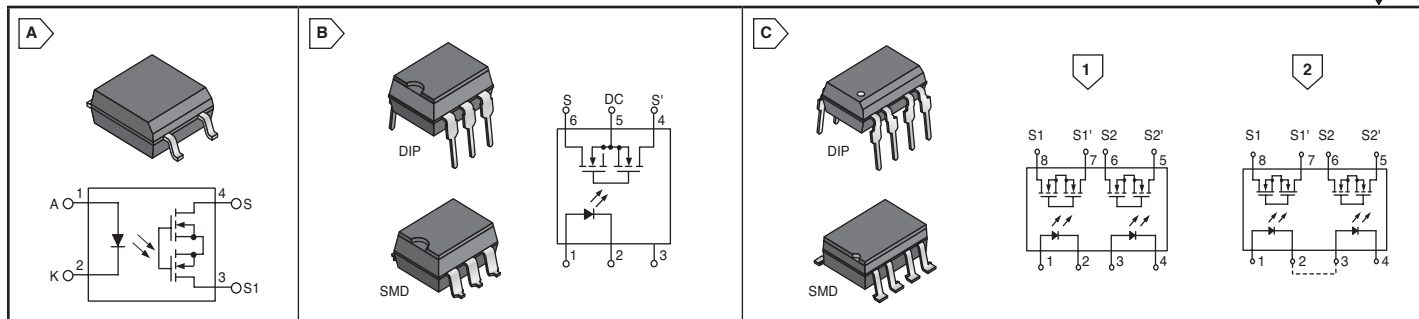 A
A 1
4 S
K 2
3 S1
B
DIP
SMD
S DC S'
6 5 4
1 2 3
C
DIP
SMD
1
S1 S1' S2 S2'
8 7 6 5
1 2 3 4
2
S1 S1' S2 S2'
8 7 6 5
1 2 3 4